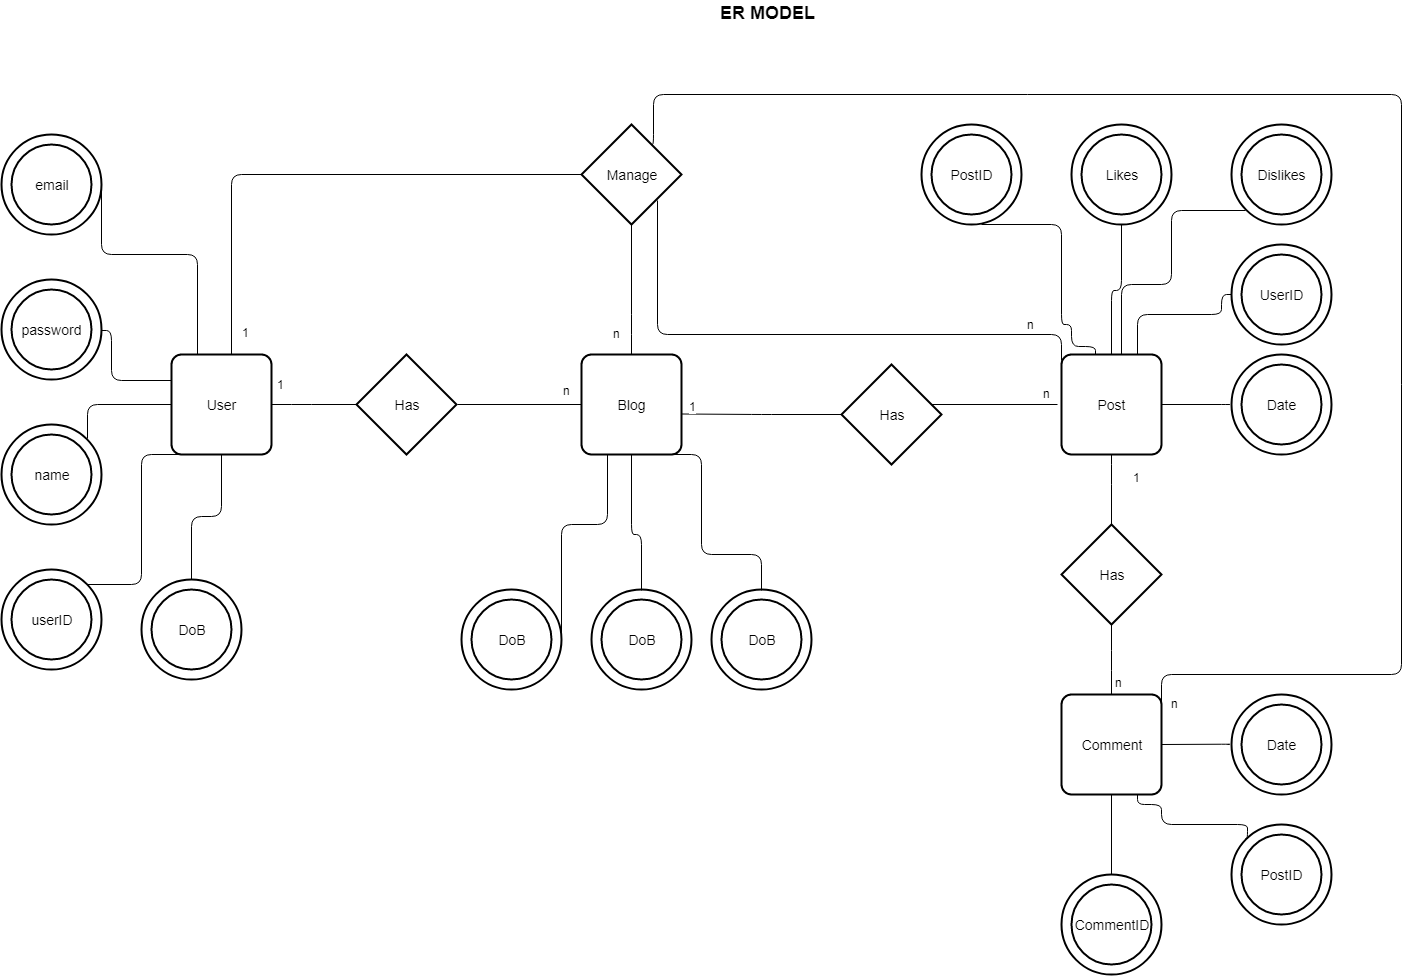 ER MODEL
email
Manage
PostID
Likes
Dislikes
UserID
password
1
n
n
User
1
Has
n
Blog
1
Has
n
Post
Date
name
1
Has
userID
DoB
DoB
DoB
DoB
n
n
Comment
Date
PostID
CommentID